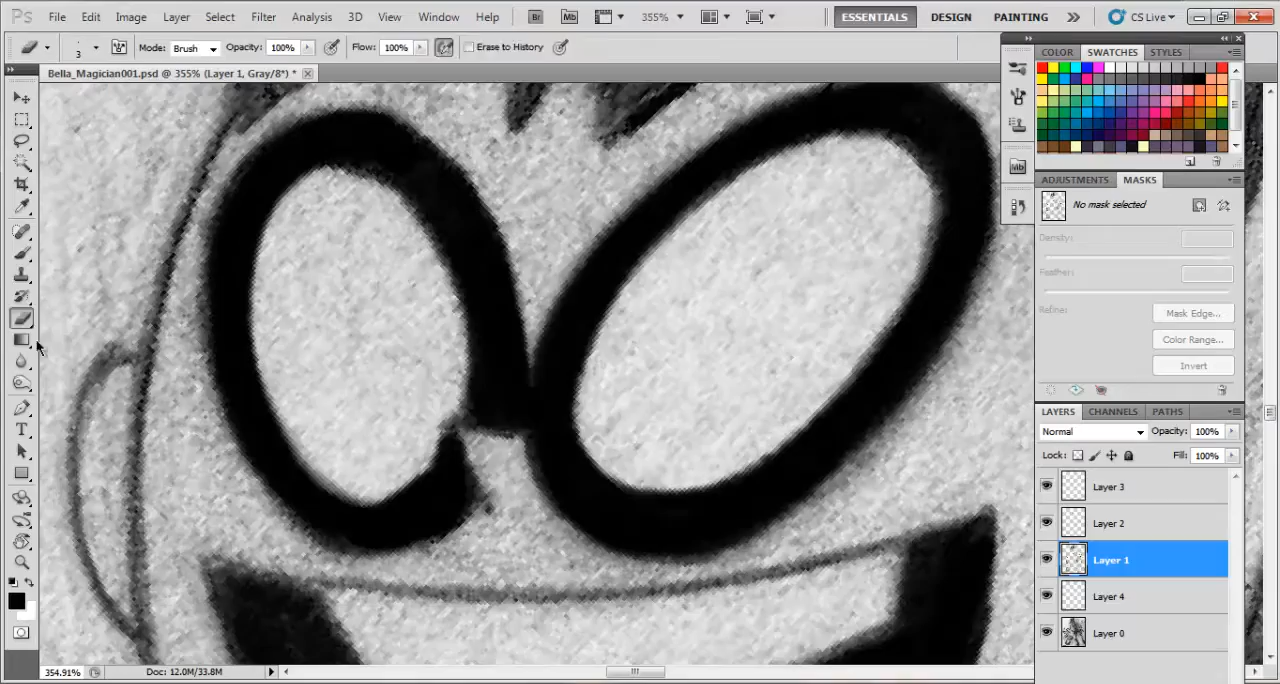 Ps File Edit Image Layer Select Filter Analysis 3D View Window Help Br Mb 355% ESSENTIALS DESIGN PAINTING CS Live
3 Mode: Brush Opacity: 100% Flow: 100% Erase to History
COLOR SWATCHES STYLES
Bella_Magician001.psd @ 355% (Layer 1, Gray/8*) *
Mb
ADJUSTMENTS MASKS
No mask selected
Density:
Feather:
Refine:
Mask Edge...
Color Range...
Invert
LAYERS CHANNELS PATHS
Normal Opacity: 100%
Lock: Fill: 100%
Layer 3
Layer 2
Layer 1
Layer 4
Layer 0
T
354.91% Doc: 12.0M/33.8M